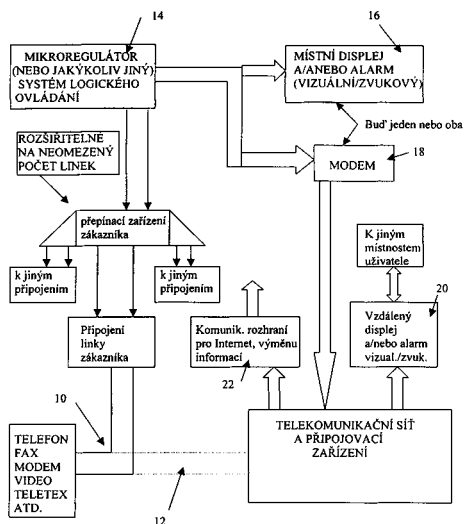 14
16
MIKROREGULÁTOR
(NEBO JAKÝKOLIV JINÝ)
SYSTÉM LOGICKÉHO
OVLÁDÁNÍ
MÍSTNÍ DISPLEJ
A/ANEBO ALARM
(VIZUÁLNÍ/ZVUKOVÝ)
Buď jeden nebo oba
ROZŠIŘITELNÉ
NA NEOMEZENÝ
POČET LINEK
MODEM
18
přepínací zařízení
zákazníka
K jiným
místnostem
uživatele
k jiným
připojením
k jiným
připojením
20
Připojení
linky
zákazníka
Komunik. rozhraní
pro Internet, výměnu
informací
22
Vzdálený
displej
a/nebo alarm
vizual./zvuk.
10
TELEFON
FAX
MODEM
VIDEO
TELETEX
ATD.
TELEKOMUNIKAČNÍ SÍŤ
A PŘIPOJOVACÍ
ZAŘÍZENÍ
12